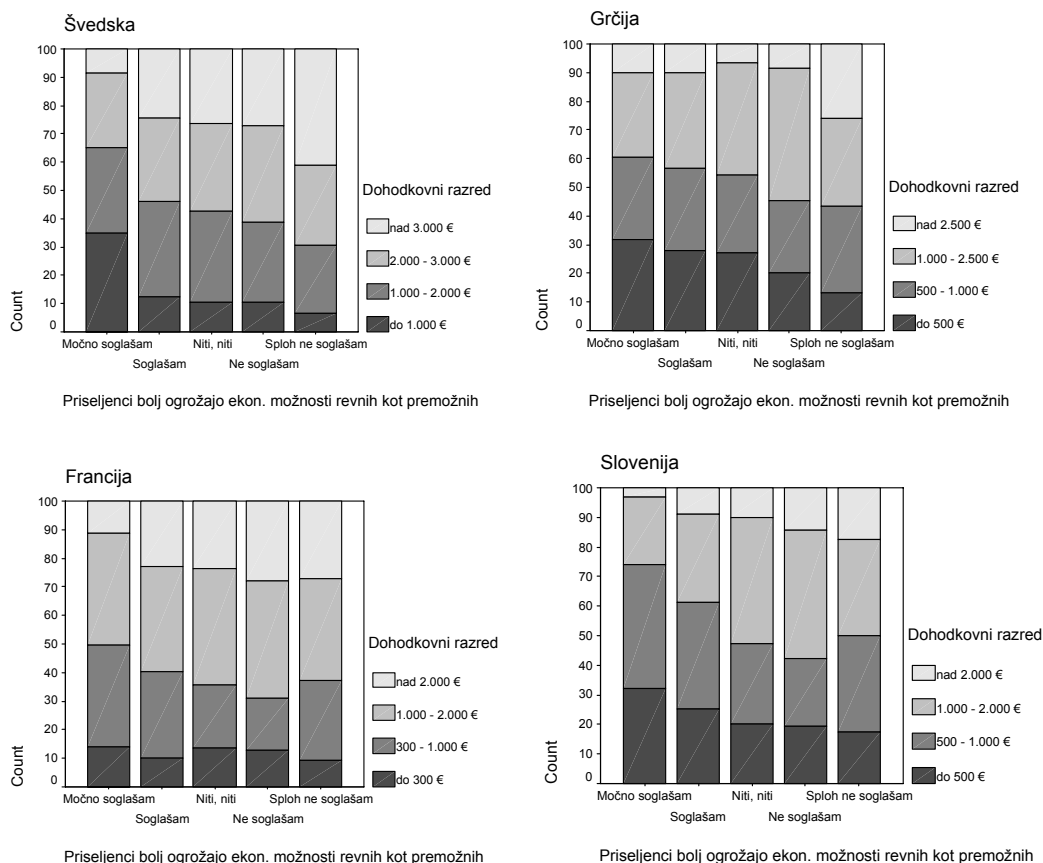 Švedska
100
90
80
70
60
50
40
30
20
10
0
Count
Močno soglašam
Niti, niti
Sploh ne soglašam
Soglašam
Ne soglašam
Priseljenci bolj ogrožajo ekon. možnosti revnih kot premožnih
Dohodkovni razred
nad 3.000 €
2.000 - 3.000 €
1.000 - 2.000 €
do 1.000 €
Grčija
100
90
80
70
60
50
40
30
20
10
0
Count
Močno soglašam
Niti, niti
Sploh ne soglašam
Soglašam
Ne soglašam
Priseljenci bolj ogrožajo ekon. možnosti revnih kot premožnih
Dohodkovni razred
nad 2.500 €
1.000 - 2.500 €
500 - 1.000 €
do 500 €
Francija
100
90
80
70
60
50
40
30
20
10
0
Count
Močno soglašam
Niti, niti
Sploh ne soglašam
Soglašam
Ne soglašam
Priseljenci bolj ogrožajo ekon. možnosti revnih kot premožnih
Dohodkovni razred
nad 2.000 €
1.000 - 2.000 €
300 - 1.000 €
do 300 €
Slovenija
100
90
80
70
60
50
40
30
20
10
0
Count
Močno soglašam
Niti, niti
Sploh ne soglašam
Soglašam
Ne soglašam
Priseljenci bolj ogrožajo ekon. možnosti revnih kot premožnih
Dohodkovni razred
nad 2.000 €
1.000 - 2.000 €
500 - 1.000 €
do 500 €